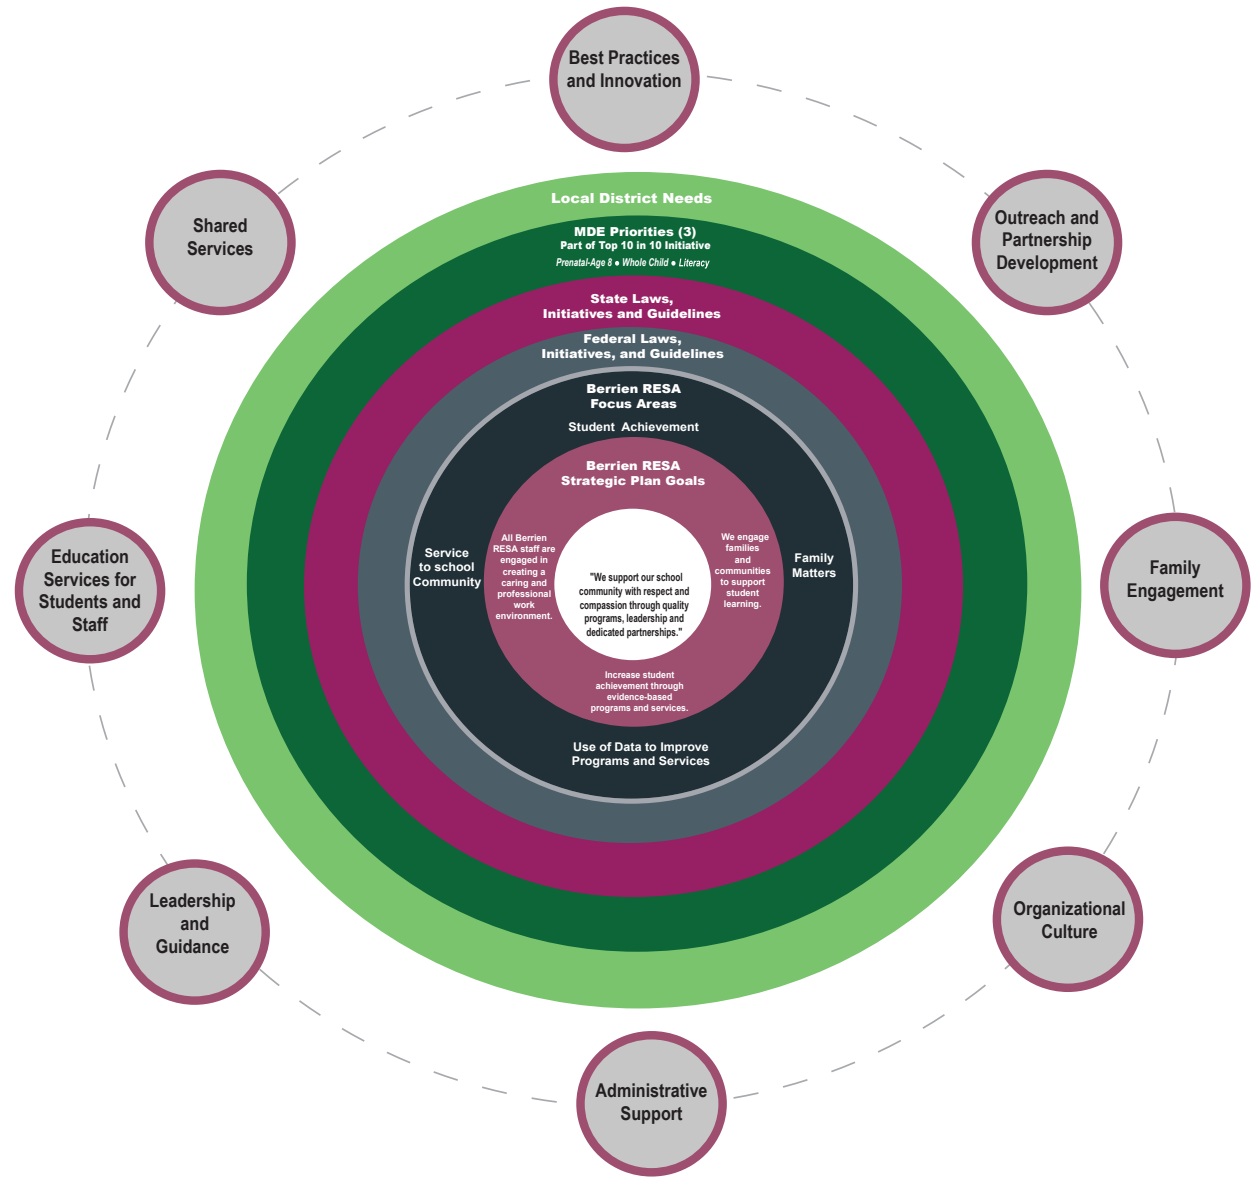 Best Practices
and Innovation
Shared
Services
Outreach and
Partnership
Development
Local District Needs
MDE Priorities (3)
Part of Top 10 in 10 Initiative
Prenatal-Age 8 ● Whole Child ● Literacy
State Laws,
Initiatives and Guidelines
Federal Laws,
Initiatives, and Guidelines
Berrien RESA
Focus Areas
Student Achievement
Berrien RESA
Strategic Plan Goals
Education
Services for
Students and
Staff
Service
to school
Community
All Berrien
RESA staff are
engaged in
creating a
caring and
professional
work
environment.
"We support our school
community with respect and
compassion through quality
programs, leadership and
dedicated partnerships."
We engage
families
and
communities
to support
student
learning.
Family
Matters
Family
Engagement
Increase student
achievement through
evidence-based
programs and services.
Use of Data to Improve
Programs and Services
Leadership
and
Guidance
Organizational
Culture
Administrative
Support